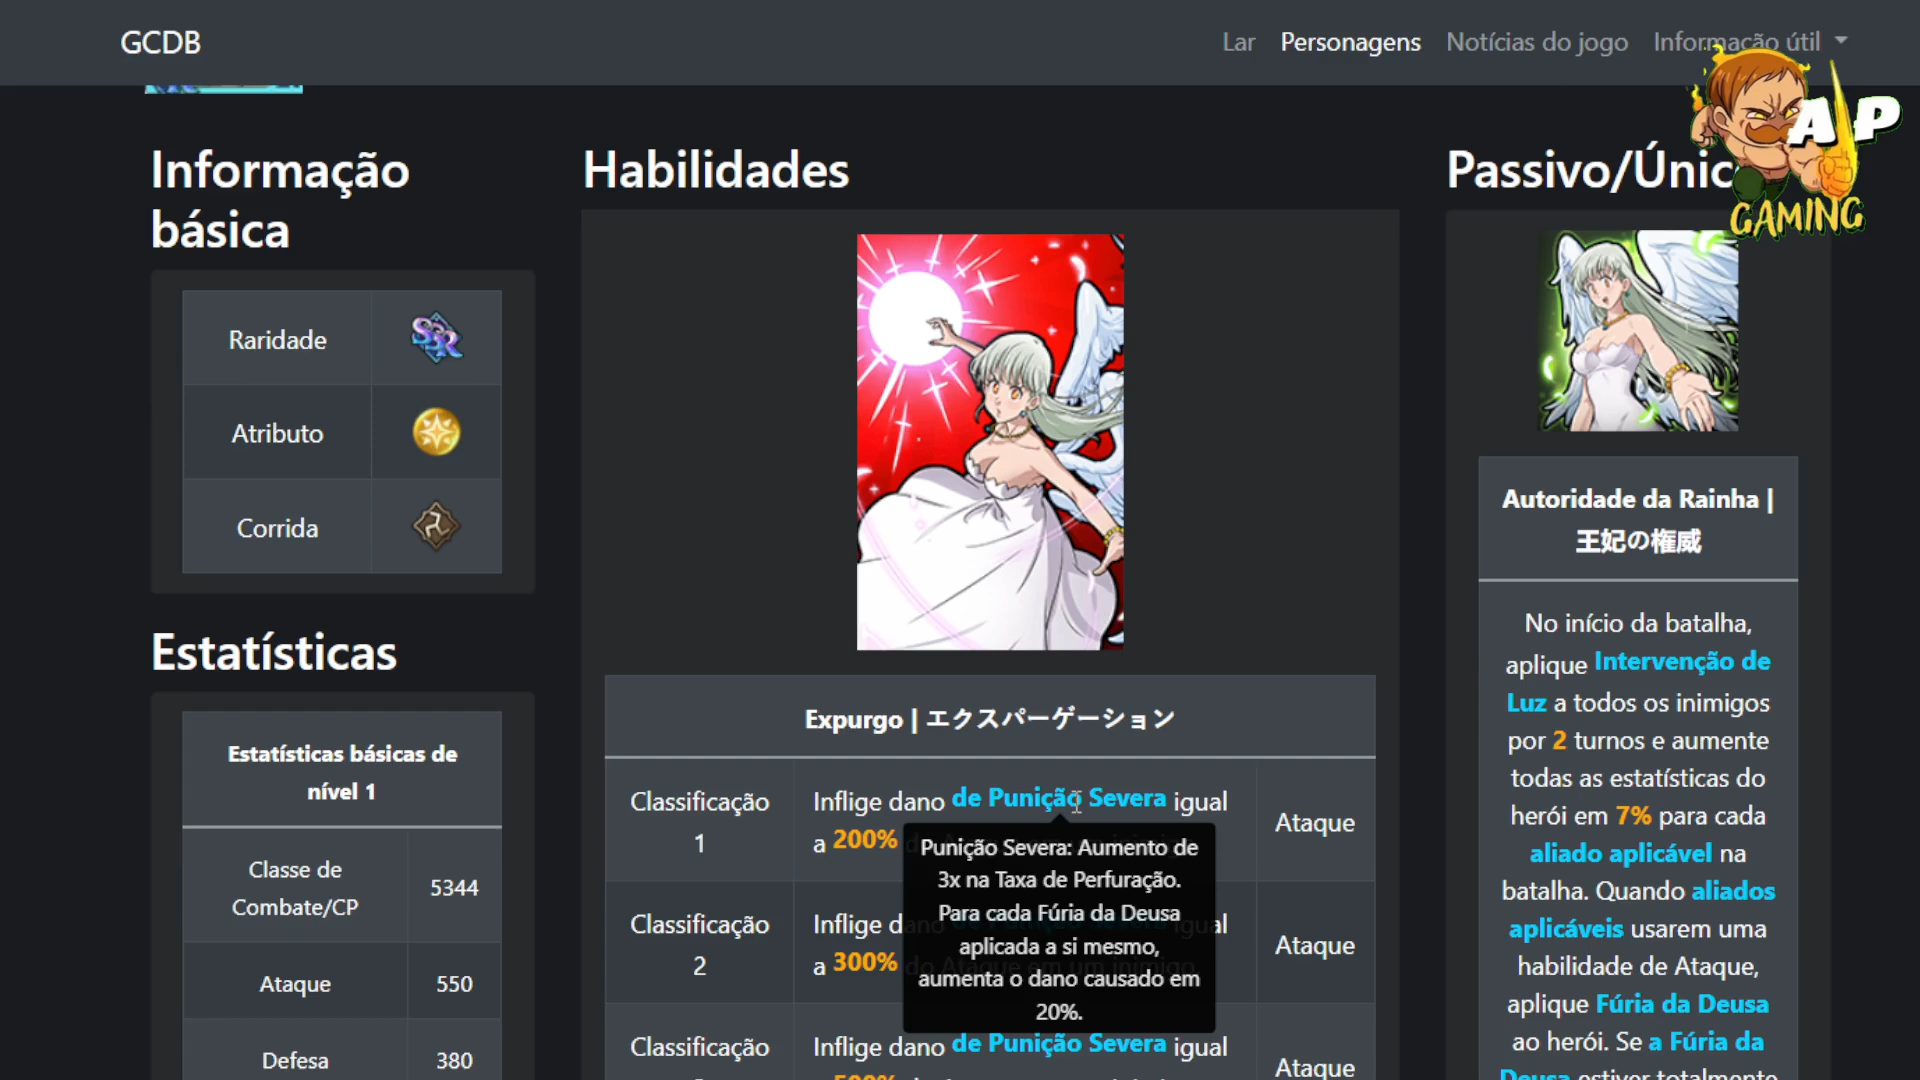 GCDB
Lar
Personagens
Notícias do jogo
Informação útil
AP
GAMING
Informação
básica
Raridade
SSR
Atributo
Corrida
Estatísticas
Estatísticas básicas de
nível 1
Classe de
Combate/CP
5344
Ataque
550
Defesa
380
Habilidades
Expurgo | エクスパーゲーション
Classificação
1
Inflige dano de Punição Severa igual
a 200%
Ataque
Punição Severa: Aumento de
3x na Taxa de Perfuração.
Para cada Fúria da Deusa
aplicada a si mesmo,
aumenta o dano causado em
20%.
Classificação
2
Inflige dano
a 300%
Ataque
Classificação
Inflige dano de Punição Severa igual
Ataque
Passivo/Únic
Autoridade da Rainha |
王妃の権威
No início da batalha,
aplique Intervenção de
Luz a todos os inimigos
por 2 turnos e aumente
todas as estatísticas do
herói em 7% para cada
aliado aplicável na
batalha. Quando aliados
aplicáveis usarem uma
habilidade de Ataque,
aplique Fúria da Deusa
ao herói. Se a Fúria da
Deusa estiver totalmente